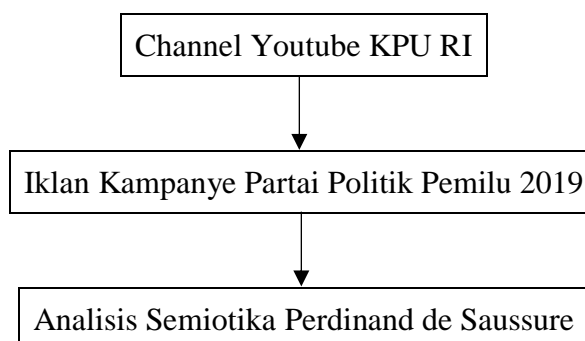 Channel Youtube KPU RI
Iklan Kampanye Partai Politik Pemilu 2019
Analisis Semiotika Perdinand de Saussure